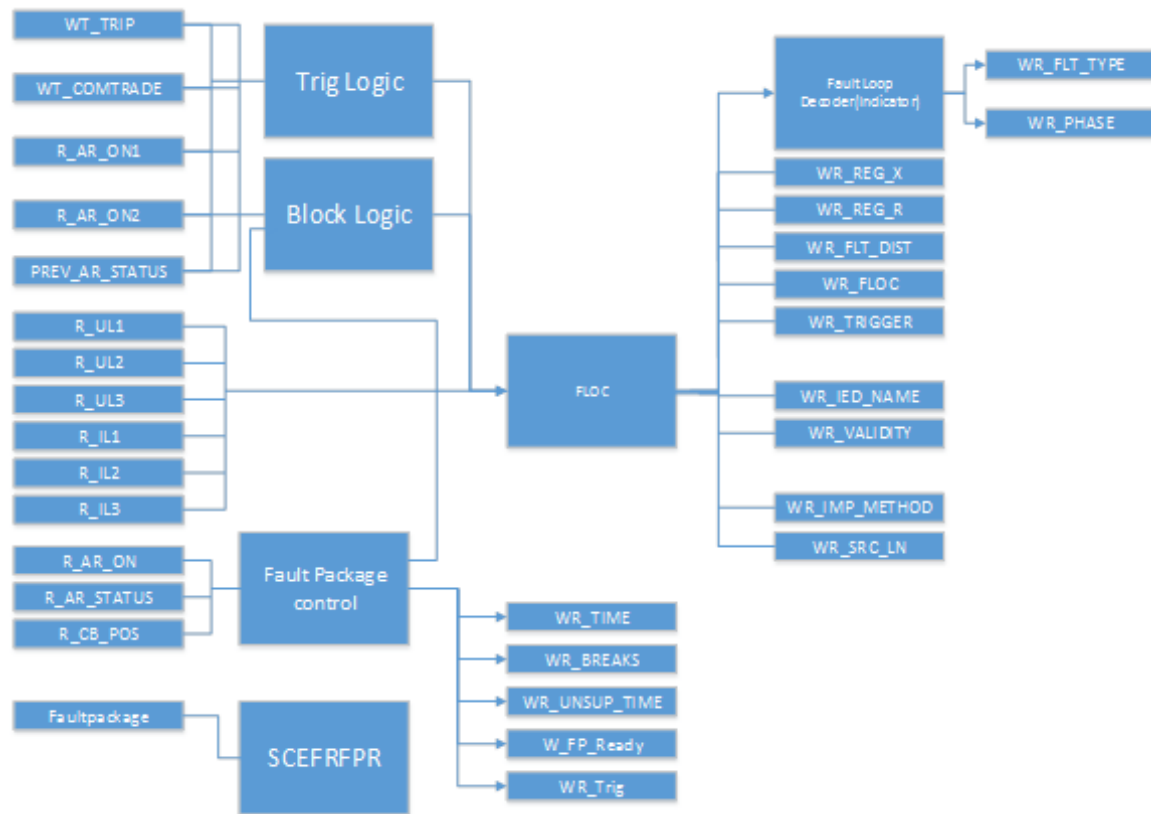 WT_TRIP
WT_COMTRADE
R_AR_ON1
R_AR_ON2
PREV_AR_STATUS
R_UL1
R_UL2
R_UL3
R_IL1
R_IL2
R_IL3
R_AR_ON
R_AR_STATUS
R_CB_POS
Faultpackage
Trig Logic
Block Logic
Fault Package
control
SCEFRFPR
FLOC
WR_TIME
WR_BREAKS
WR_UNSUP_TIME
W_FP_Ready
WR_Trig
Fault Loop
Decoder(Indicator)
WR_REG_X
WR_REG_R
WR_FLT_DIST
WR_FLOC
WR_TRIGGER
WR_IED_NAME
WR_VALIDITY
WR_IMP_METHOD
WR_SRC_LN
WR_FLT_TYPE
WR_PHASE